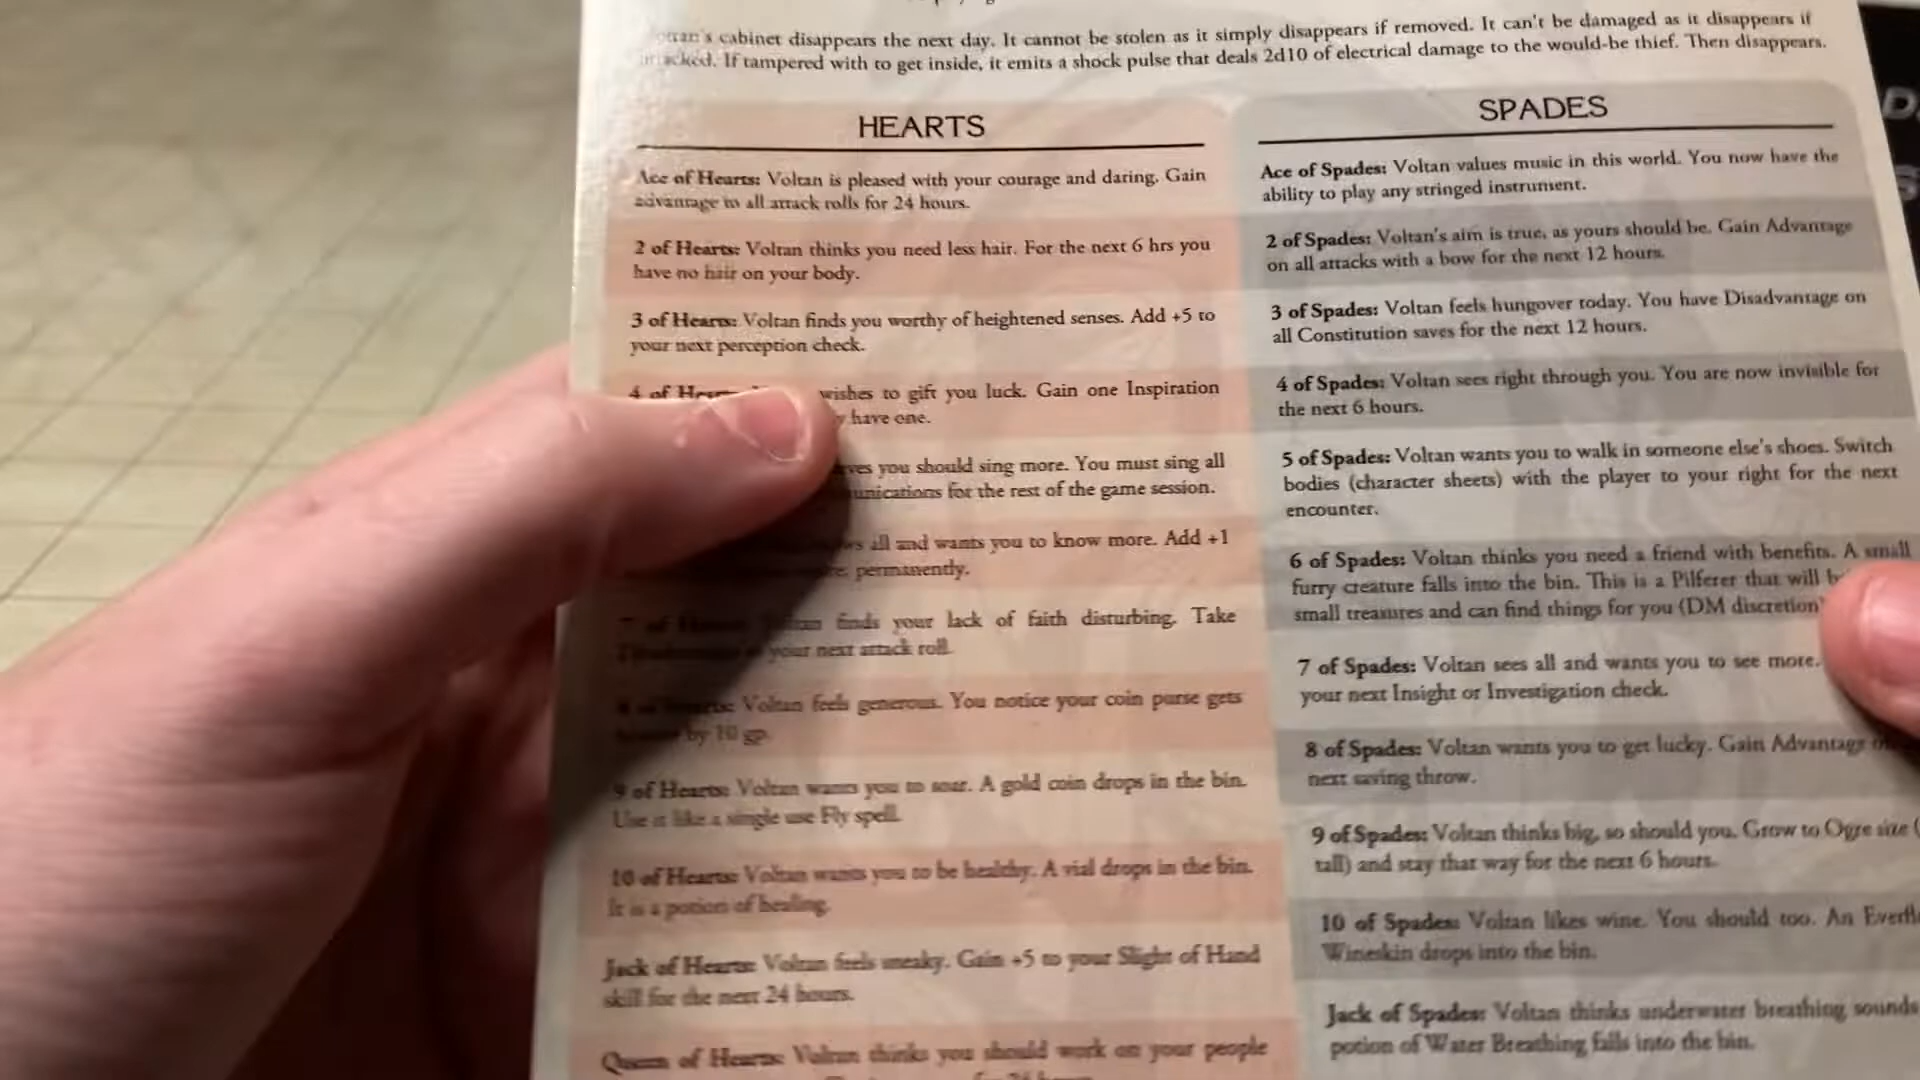 cabinet disappears the next day. It cannot be stolen as it simply disappears if removed. It can't be damaged as it disappears if
If tampered with to get inside, it emits a shock pulse that deals 2d10 of electrical damage to the would-be thief. Then disappears.
HEARTS
Ace of Hearts: Voltan is pleased with your courage and daring. Gain
advantage to all attack rolls for 24 hours.
2 of Hearts: Voltan thinks you need less hair. For the next 6 hrs you
have no hair on your body.
3 of Hearts: Voltan finds you worthy of heightened senses. Add +5 to
your next perception check.
4 of wishes to gift you luck. Gain one Inspiration
have one.
you should sing more. You must sing all
for the rest of the game session.
all and wants you to know more. Add +1
permanently.
finds your lack of faith disturbing. Take
your next attack roll.
Voltan feels generous. You notice your coin purse gets
by 10 gp.
9 of Hearts: Voltan wants you to soar. A gold coin drops in the bin.
Use it like a single use Fly spell.
10 of Hearts: Voltan wants you to be healthy. A vial drops in the bin.
It is a potion of healing.
Jack of Hearts: Voltan feels sneaky. Gain +5 to your Slight of Hand
skill for the next 24 hours.
Queen of Hearts: Voltan thinks you should work on your people
SPADES
Ace of Spades: Voltan values music in this world. You now have the
ability to play any stringed instrument.
2 of Spades: Voltan's aim is true, as yours should be. Gain Advantage
on all attacks with a bow for the next 12 hours.
3 of Spades: Voltan feels hungover today. You have Disadvantage on
all Constitution saves for the next 12 hours.
4 of Spades: Voltan sees right through you. You are now invisible for
the next 6 hours.
5 of Spades: Voltan wants you to walk in someone else's shoes. Switch
bodies (character sheets) with the player to your right for the next
encounter.
6 of Spades: Voltan thinks you need a friend with benefits. A small
furry creature falls into the bin. This is a Pilferer that will
small treasures and can find things for you (DM discretion)
7 of Spades: Voltan sees all and wants you to see more.
your next Insight or Investigation check.
8 of Spades: Voltan wants you to get lucky. Gain Advantage
next saving throw.
9 of Spades: Voltan thinks big, so should you. Grow to Ogre size (
tall) and stay that way for the next 6 hours.
10 of Spades: Voltan likes wine. You should too. An
Wineskin drops into the bin.
Jack of Spades: Voltan thinks underwater breathing sounds
potion of Water Breathing falls into the bin.